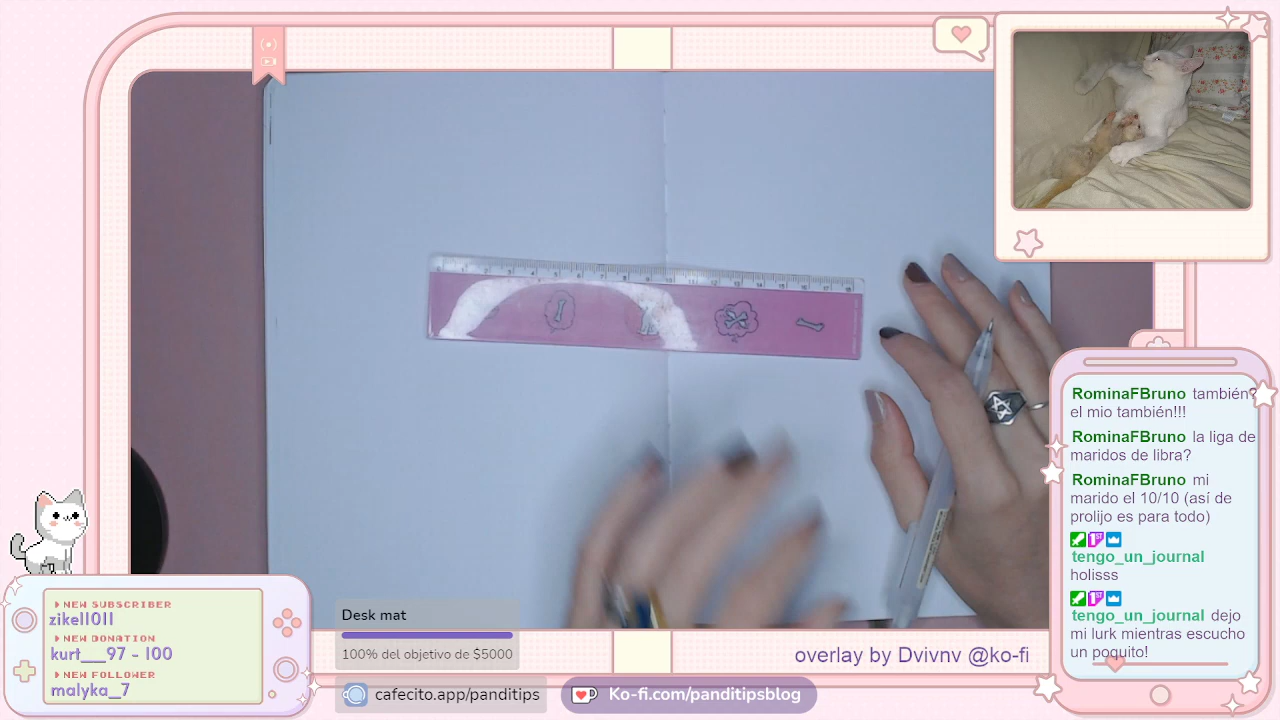 RominaFBruno también?
el mio también!!!
RominaFBruno la liga de
maridos de libra?
RominaFBruno mi
marido el 10/10 (así de
prolijo es para todo)
tengo_un_journal
holisss
tengo_un_journal dejo
mi lurk mientras escucho
un poquito!
NEW SUBSCRIBER
zikell0ll
NEW DONATION
kurt___97 - 100
NEW FOLLOWER
malyka_7
Desk mat
100% del objetivo de $5000
overlay by Dvivnv @ko-fi
cafecito.app/panditips
Ko-fi.com/panditipsblog